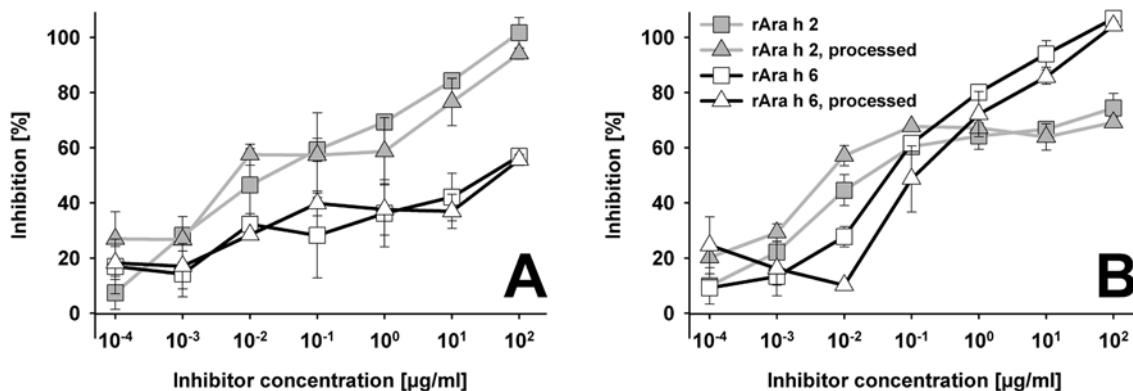 100
80
60
40
20
0
Inhibition [%]
10-4
10-3
10-2
10-1
10⁰
10¹
10²
Inhibitor concentration [µg/ml]
A
100
80
60
40
20
0
Inhibition [%]
rAra h 2
rAra h 2, processed
rAra h 6
rAra h 6, processed
10-4
10-3
10-2
10-1
10⁰
10¹
10²
Inhibitor concentration [µg/ml]
B